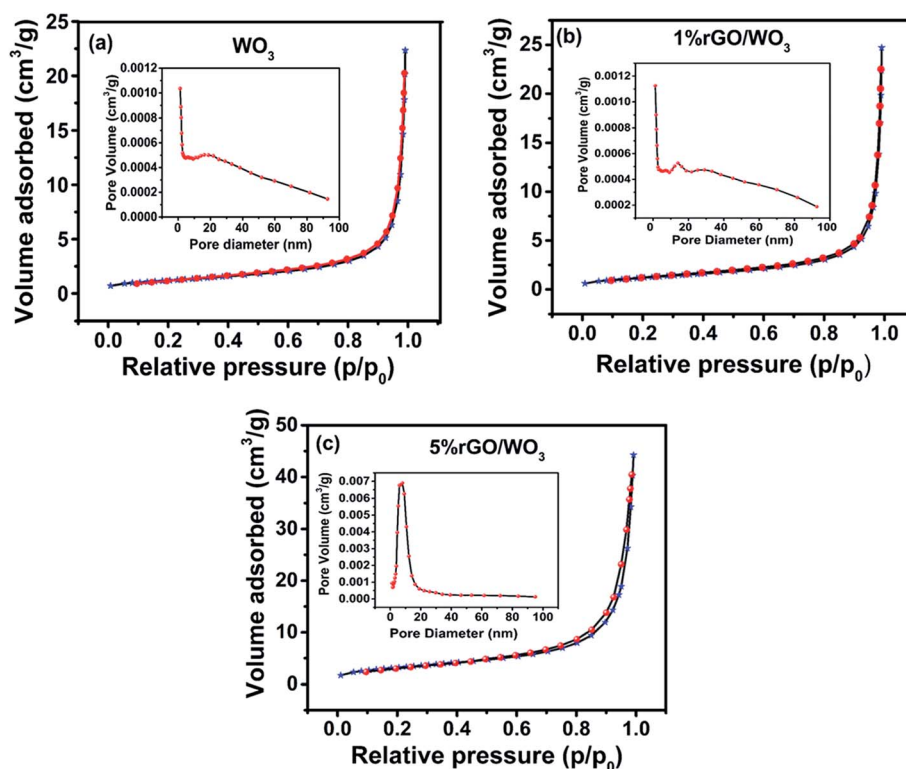 (a)
WO3
Volume adsorbed (cm3/g)
25
20
15
10
5
0
0.0 0.2 0.4 0.6 0.8 1.0
Relative pressure (p/p0)
Pore Volume (cm3/g)
0.0012
0.0010
0.0008
0.0006
0.0004
0.0002
0.0000
0 20 40 60 80 100
Pore diameter (nm)
(b)
1%rGO/WO3
Volume adsorbed (cm3/g)
25
20
15
10
5
0
0.0 0.2 0.4 0.6 0.8 1.0
Relative pressure (p/p0)
Pore Volume (cm3/g)
0.0012
0.0010
0.0008
0.0006
0.0004
0.0002
0 20 40 60 80 100
Pore Diameter (nm)
(c)
5%rGO/WO3
Volume adsorbed (cm3/g)
50
40
30
20
10
0
0.0 0.2 0.4 0.6 0.8 1.0
Relative pressure (p/p0)
Pore Volume (cm3/g)
0.007
0.006
0.005
0.004
0.003
0.002
0.001
0.000
0 20 40 60 80 100
Pore Diameter (nm)